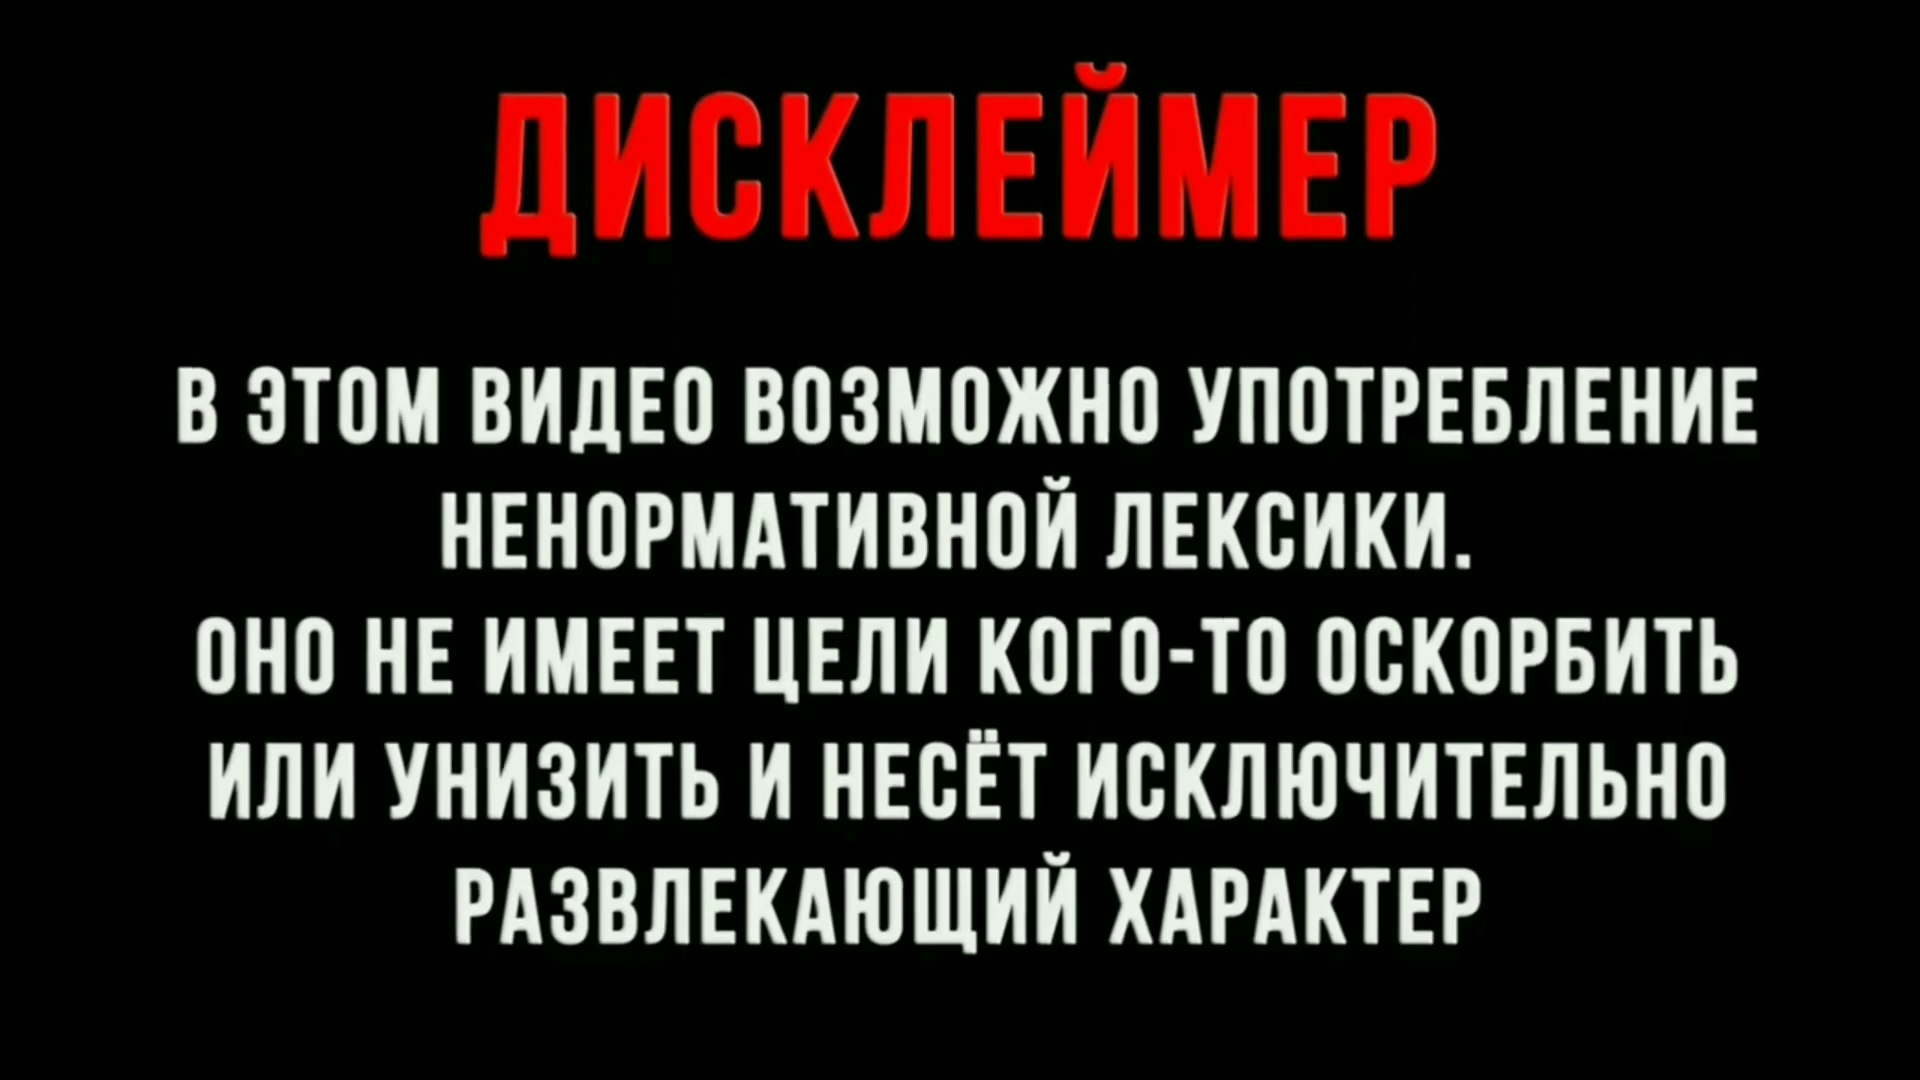 ДИСКЛЕЙМЕР
В ЭТОМ ВИДЕО ВОЗМОЖНО УПОТРЕБЛЕНИЕ
НЕНОРМАТИВНОЙ ЛЕКСИКИ.
ОНО НЕ ИМЕЕТ ЦЕЛИ КОГО-ТО ОСКОРБИТЬ
ИЛИ УНИЗИТЬ И НЕСЁТ ИСКЛЮЧИТЕЛЬНО
РАЗВЛЕКАЮЩИЙ ХАРАКТЕР